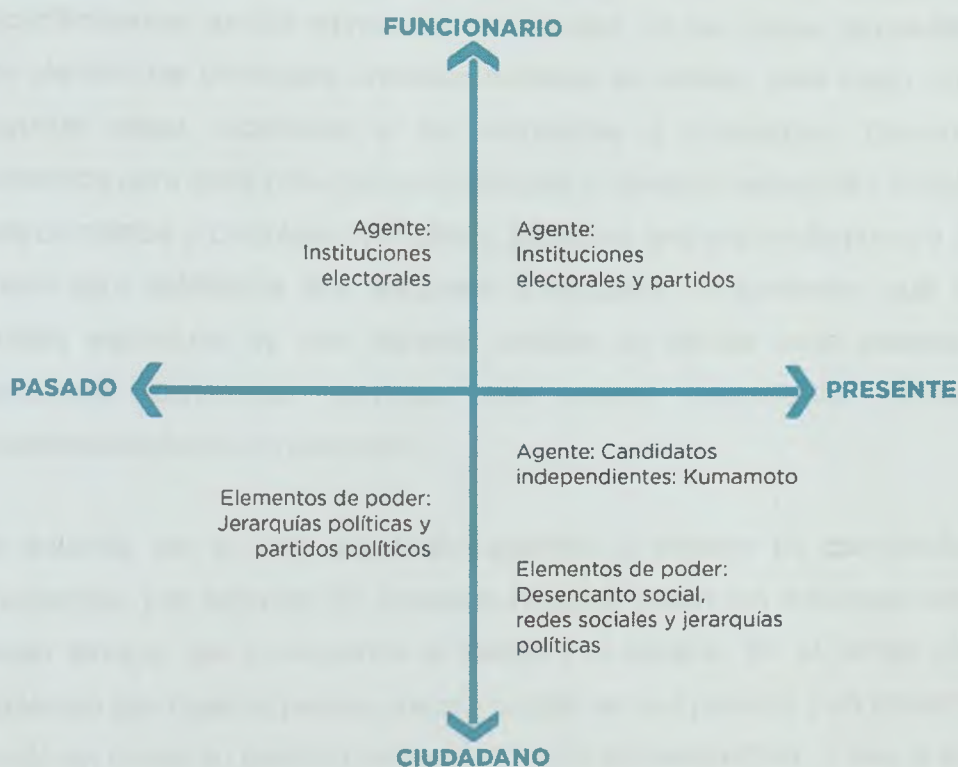 FUNCIONARIO
Agente:
Instituciones
electorales
Agente:
Instituciones
electorales y partidos
PASADO
PRESENTE
Agente: Candidatos
independientes: Kumamoto
Elementos de poder:
Jerarquías políticas y
partidos políticos
Elementos de poder:
Desencanto social,
redes sociales y jerarquías
políticas
CIUDADANO